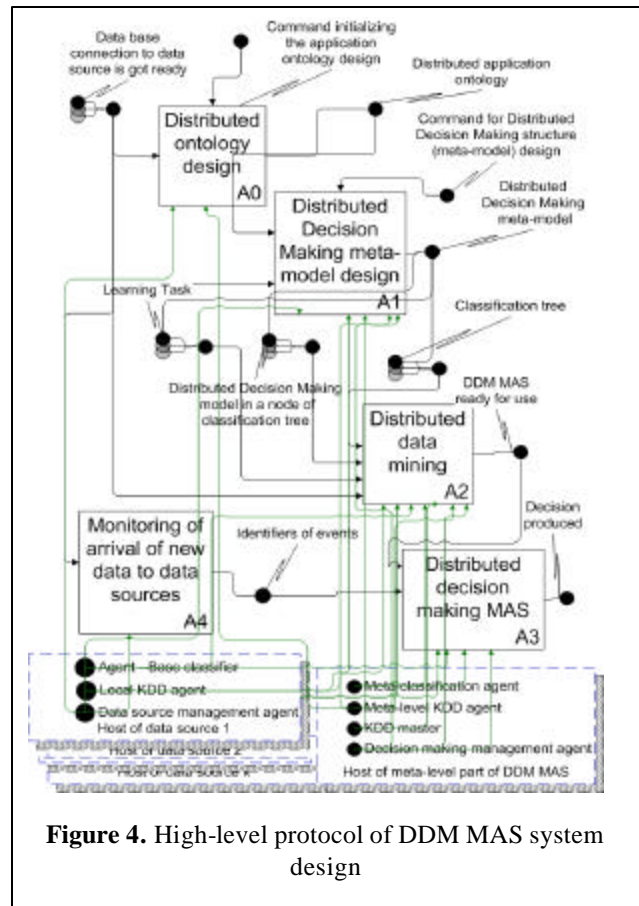 Data base
connection to data
source is got ready
Command initializing
the application
ontology design
Distributed application
ontology
Command for Distributed
Decision Making structure
(meta-model) design
Distributed
Decision Making
meta-model
Distributed
ontology
design
A0
Distributed
Decision
Making meta-
model design
A1
Learning Task
Classification tree
Distributed Decision Making
model in a node of
classification tree
DDM MAS
ready for use
Distributed
data
mining
A2
Decision
produced
Monitoring of
arrival of new
data to data
sources
A4
Identifiers of events
Distributed
decision
making MAS
A3
Agent - Base classifier
Local KDD agent
Data source management agent
Host of data source 1
Host of data source 2
Host of data source k
Meta-classification agent
Meta-level KDD agent
KDD master
Decision making management agent
Host of meta-level part of DDM MAS
Figure 4. High-level protocol of DDM MAS system
design